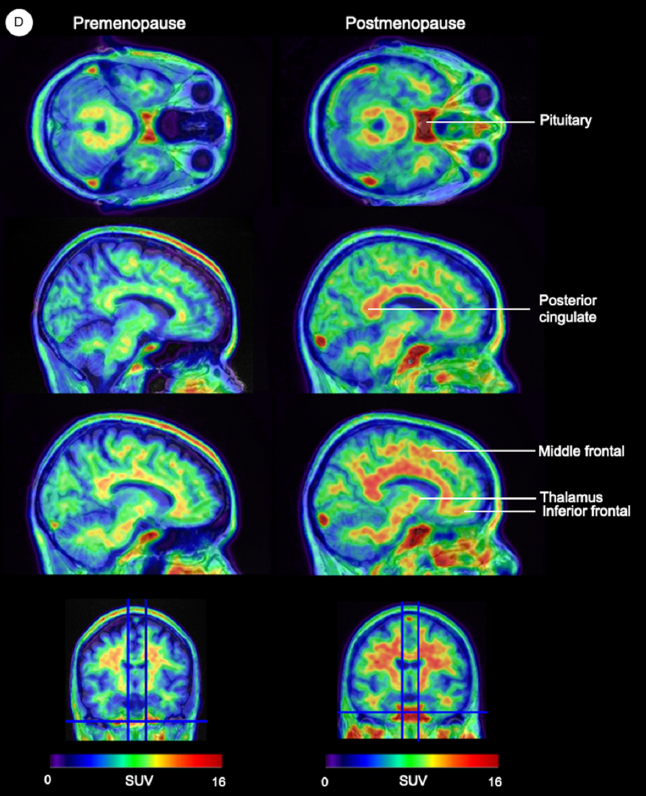 D
Premenopause
Postmenopause
Pituitary
Posterior
cingulate
Middle frontal
Thalamus
Inferior frontal
0
SUV
16
0
SUV
16